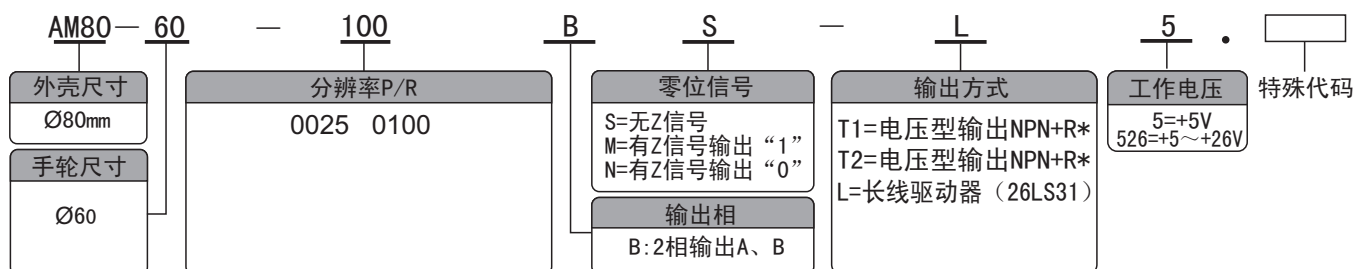 AM80— 60 — 100 B S — L 5 .
外壳尺寸
Ø80mm
手轮尺寸
Ø60
分辨率P/R
0025 0100
零位信号
S=无Z信号
M=有Z信号输出“1”
N=有Z信号输出“0”
输出相
B:2相输出A、B
输出方式
T1=电压型输出NPN+R*
T2=电压型输出NPN+R*
L=长线驱动器（26LS31）
工作电压
5=+5V
526=+5～+26V
特殊代码